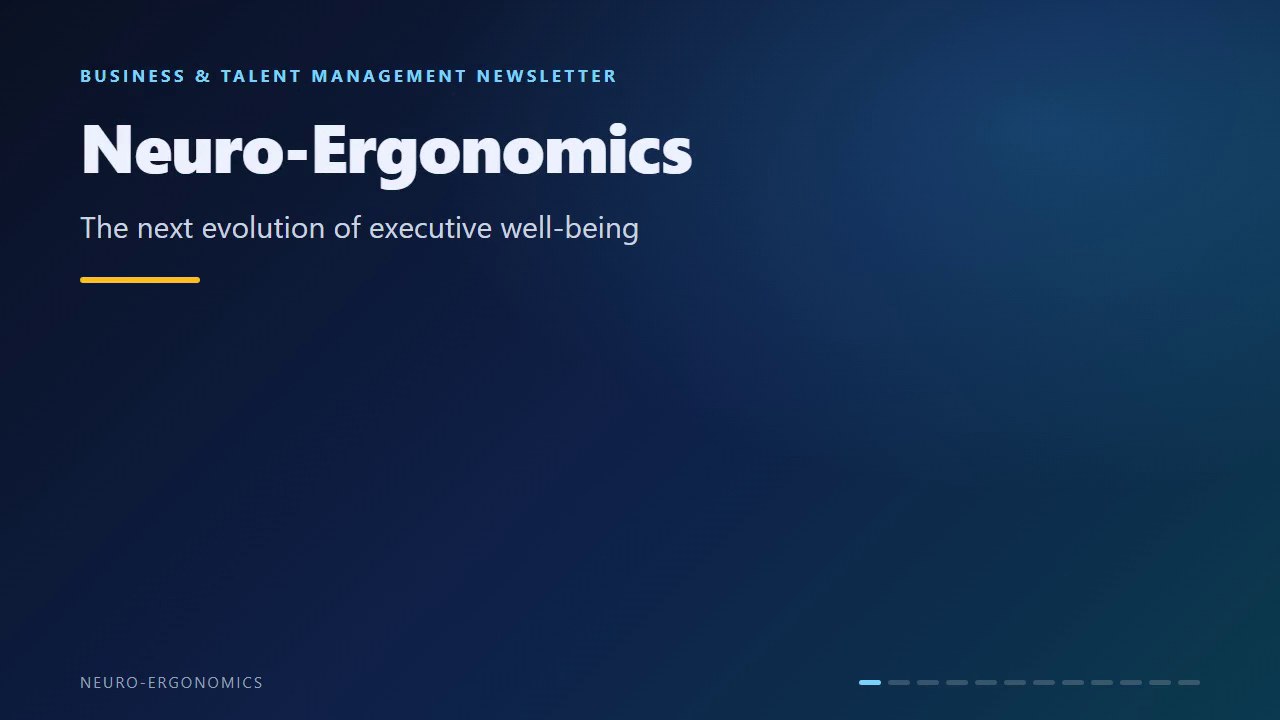 BUSINESS & TALENT MANAGEMENT NEWSLETTER
Neuro-Ergonomics
The next evolution of executive well-being
NEURO-ERGONOMICS